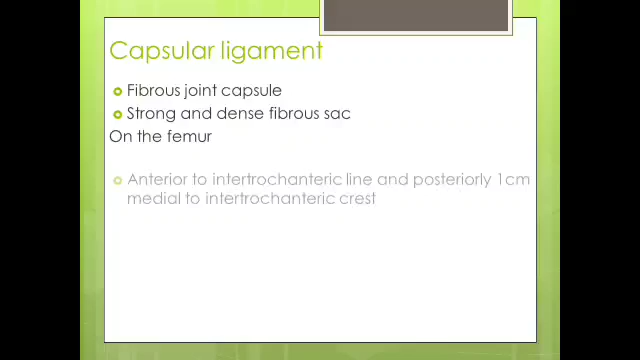 Capsular ligament
Fibrous joint capsule
Strong and dense fibrous sac
On the femur
Anterior to intertrochanteric line and posteriorly 1cm
medial to intertrochanteric crest